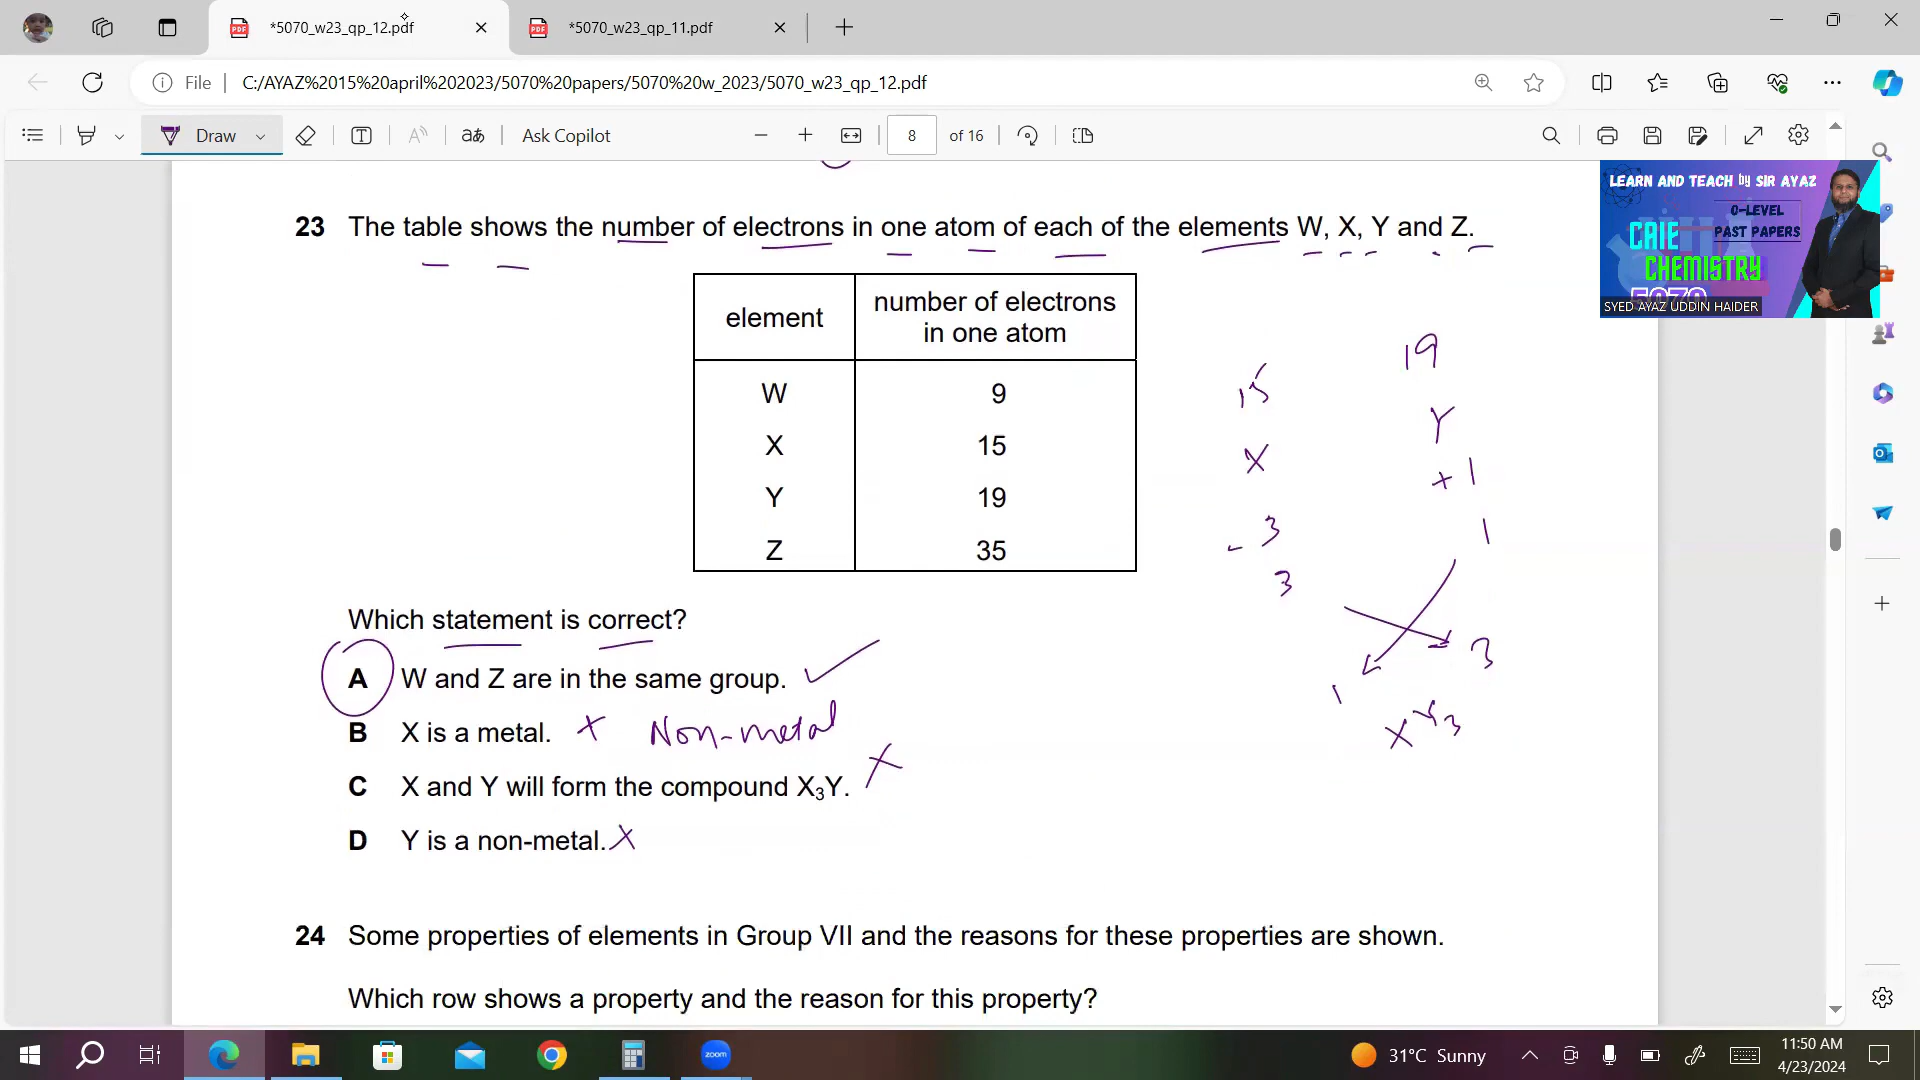 *5070_w23_qp_12.pdf
*5070_w23_qp_11.pdf
File
C:/AYAZ%2015%20april%202023/5070%20papers/5070%20w_2023/5070_w23_qp_12.pdf
Draw
aあ
Ask Copilot
8
of 16
LEARN AND TEACH by SIR AYAZ
O-LEVEL
PAST PAPERS
CAIE
CHEMISTRY
5070
SYED AYAZ UDDIN HAIDER
23 The table shows the number of electrons in one atom of each of the elements W, X, Y and Z.
element number of electrons in one atom
W 9
X 15
Y 19
Z 35
15
X
- 3
3
19
Y
+1
1
3
1
XY3
Which statement is correct?
A W and Z are in the same group. ✓
B X is a metal. x Non-metal
C X and Y will form the compound X₃Y. X
D Y is a non-metal. X
24 Some properties of elements in Group VII and the reasons for these properties are shown.
Which row shows a property and the reason for this property?
zoom
31°C Sunny
11:50 AM
4/23/2024